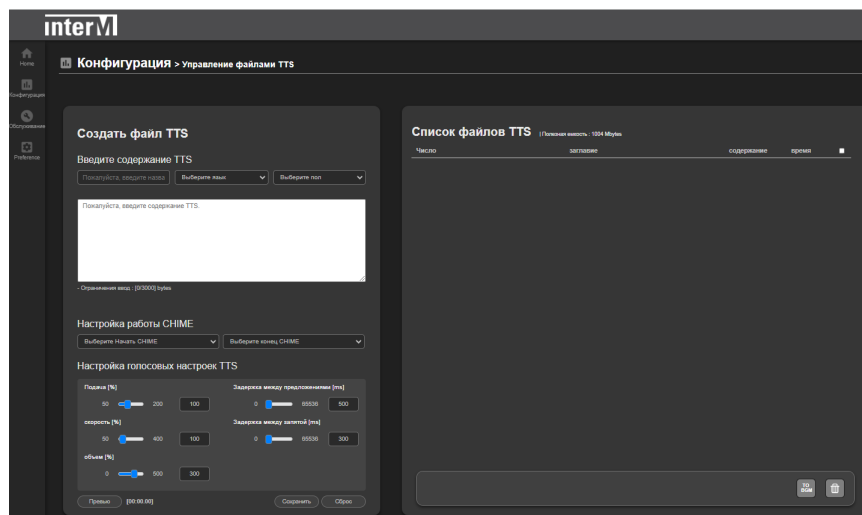 interM
Home
Конфигурация > Управление файлами TTS
Конфигурация
Обслуживание
Preference
Создать файл TTS
Введите содержание TTS
Пожалуйста, введите назва
Выберите язык
Выберите пол
Пожалуйста, введите содержание TTS.
- Ограничения ввод : [0/3000] bytes
Настройка работы CHIME
Выберите Начать CHIME
Выберите конец CHIME
Настройка голосовых настроек TTS
Подача [%]
50 200 100
скорость [%]
50 400 100
объем [%]
0 500 300
Задержка между предложениями [ms]
0 65536 500
Задержка между запятой [ms]
0 65536 300
Превью [00:00.00] Сохранить Сброс
Список файлов TTS | Полезная емкость : 1004 Mbytes
Число заглавие содержание время
TO
BGM